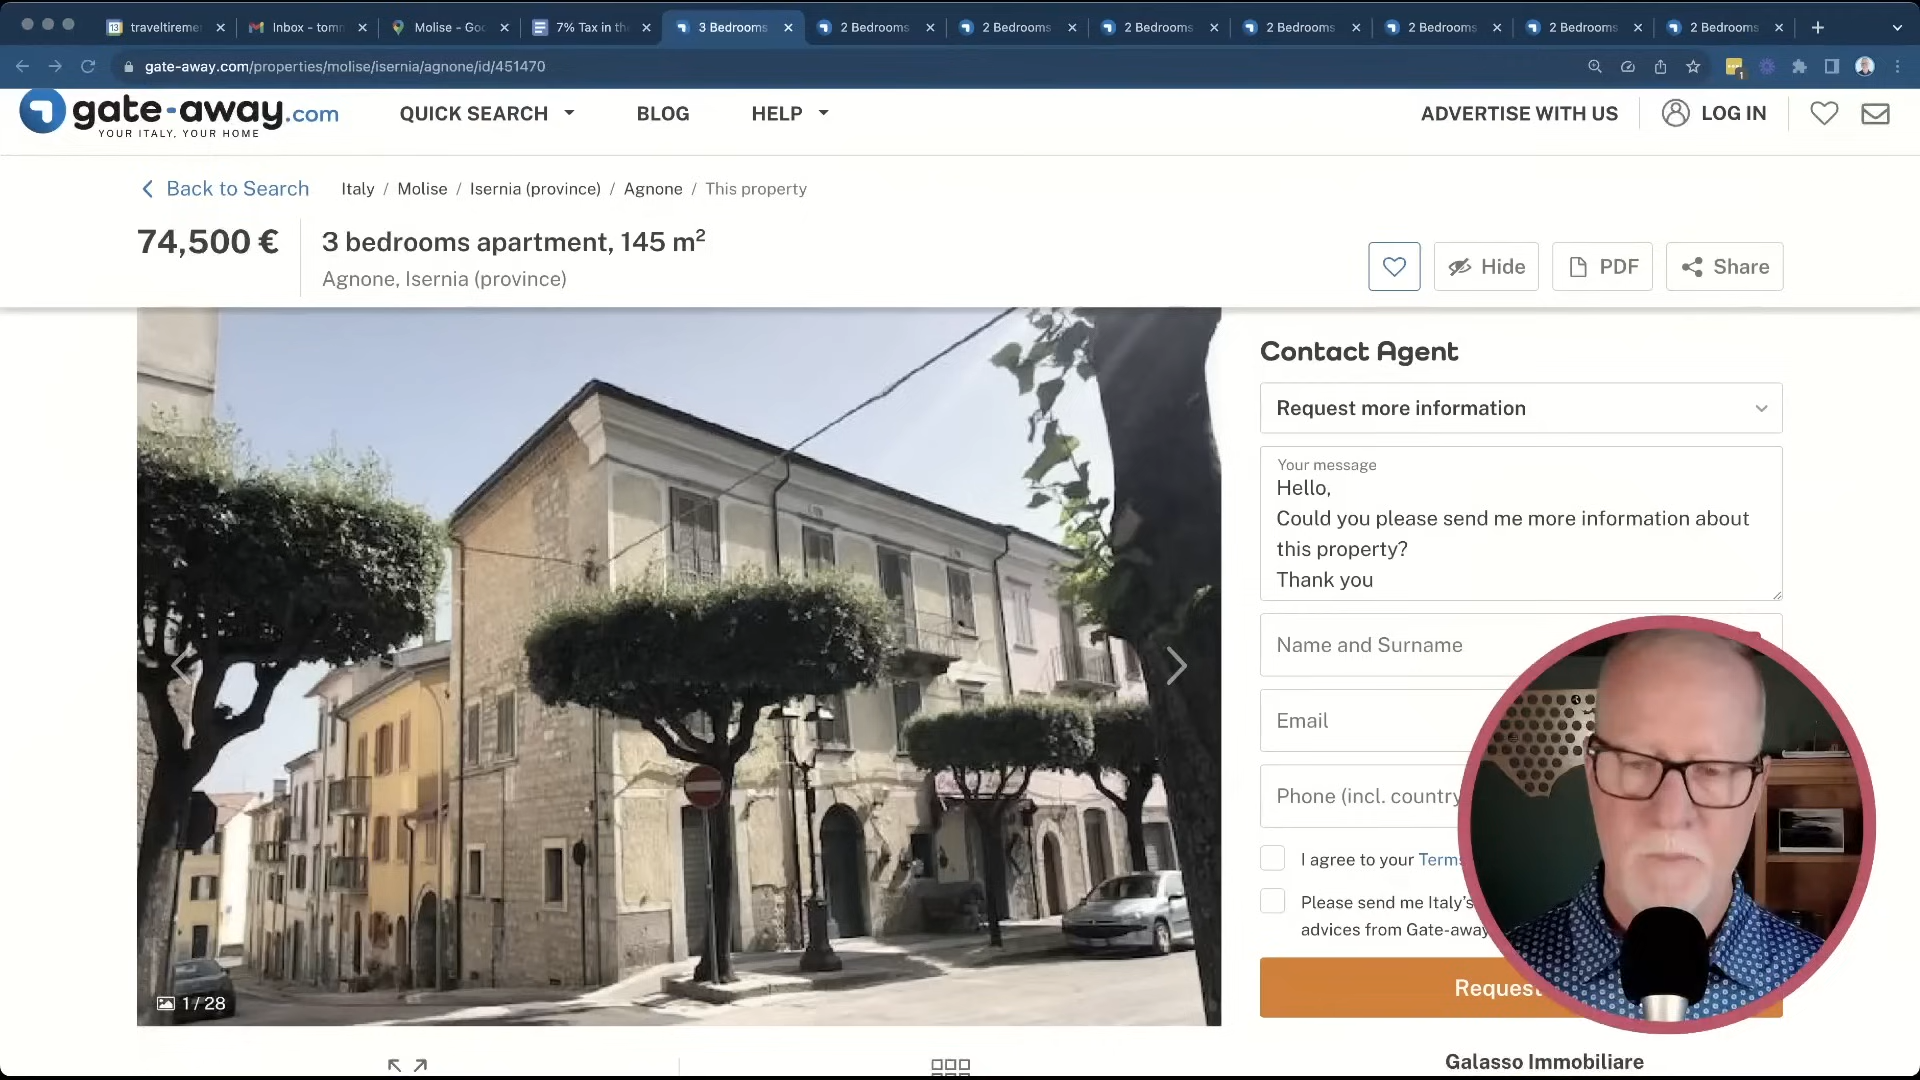 traveltireme
Inbox - tomr
Molise - Goo
7% Tax in th
3 Bedrooms
2 Bedrooms
2 Bedrooms
2 Bedrooms
2 Bedrooms
2 Bedrooms
2 Bedrooms
2 Bedrooms
gate-away.com/properties/molise/isernia/agnone/id/451470
gate-away.com
YOUR ITALY, YOUR HOME
QUICK SEARCH
BLOG
HELP
ADVERTISE WITH US
LOG IN
Back to Search
Italy / Molise / Isernia (province) / Agnone / This property
74,500 €
3 bedrooms apartment, 145 m²
Agnone, Isernia (province)
Hide
PDF
Share
Contact Agent
Request more information
Your message
Hello,
Could you please send me more information about
this property?
Thank you
Name and Surname
Email
Phone (incl. country
I agree to your Terms
Please send me Italy's
advices from Gate-away
Request
1 / 28
Galasso Immobiliare